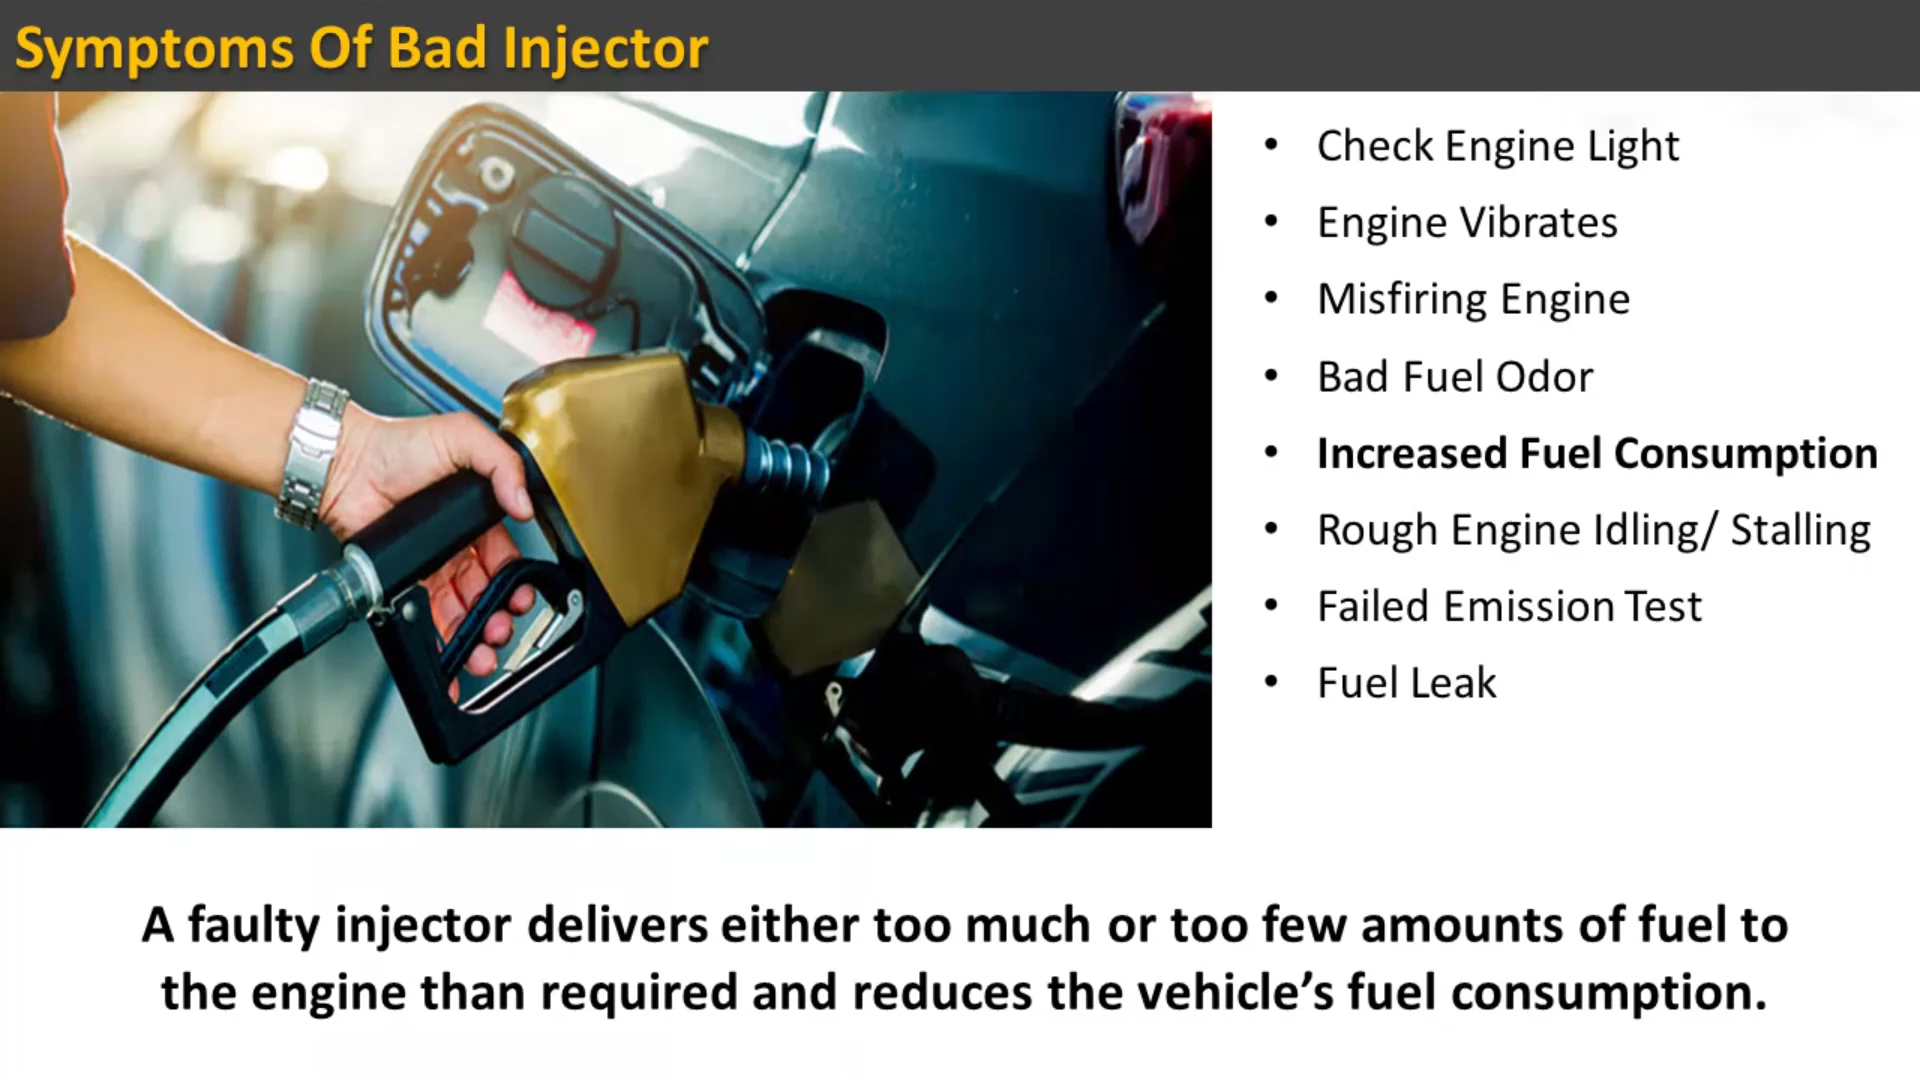 Symptoms Of Bad Injector
• Check Engine Light
• Engine Vibrates
• Misfiring Engine
• Bad Fuel Odor
• Increased Fuel Consumption
• Rough Engine Idling/ Stalling
• Failed Emission Test
• Fuel Leak
A faulty injector delivers either too much or too few amounts of fuel to
the engine than required and reduces the vehicle’s fuel consumption.